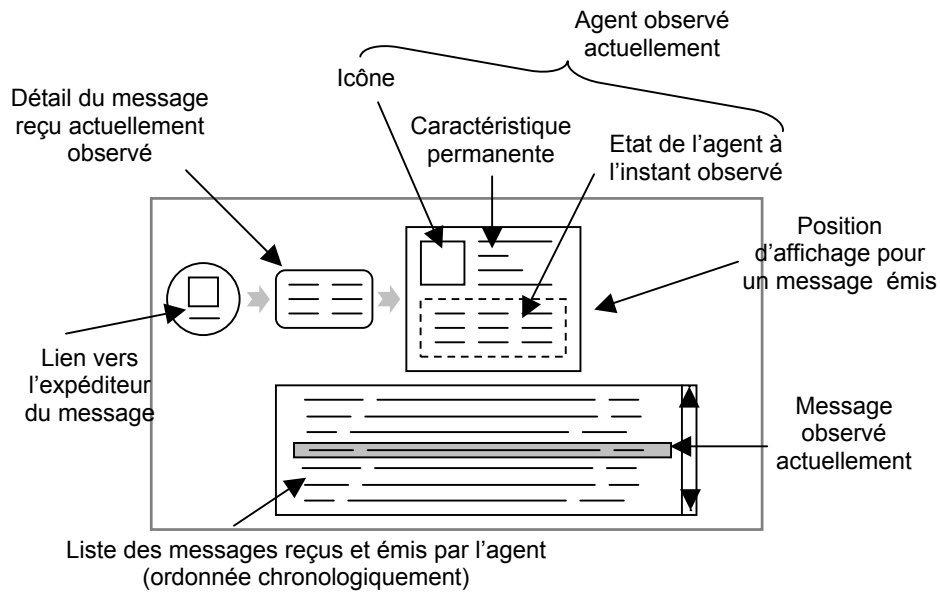 Agent observé
actuellement
Icône
Détail du message
reçu actuellement
observé
Caractéristique
permanente
Etat de l’agent à
l’instant observé
Position
d’affichage pour
un message émis
Lien vers
l’expéditeur
du message
Message
observé
actuellement
Liste des messages reçus et émis par l’agent
(ordonnée chronologiquement)